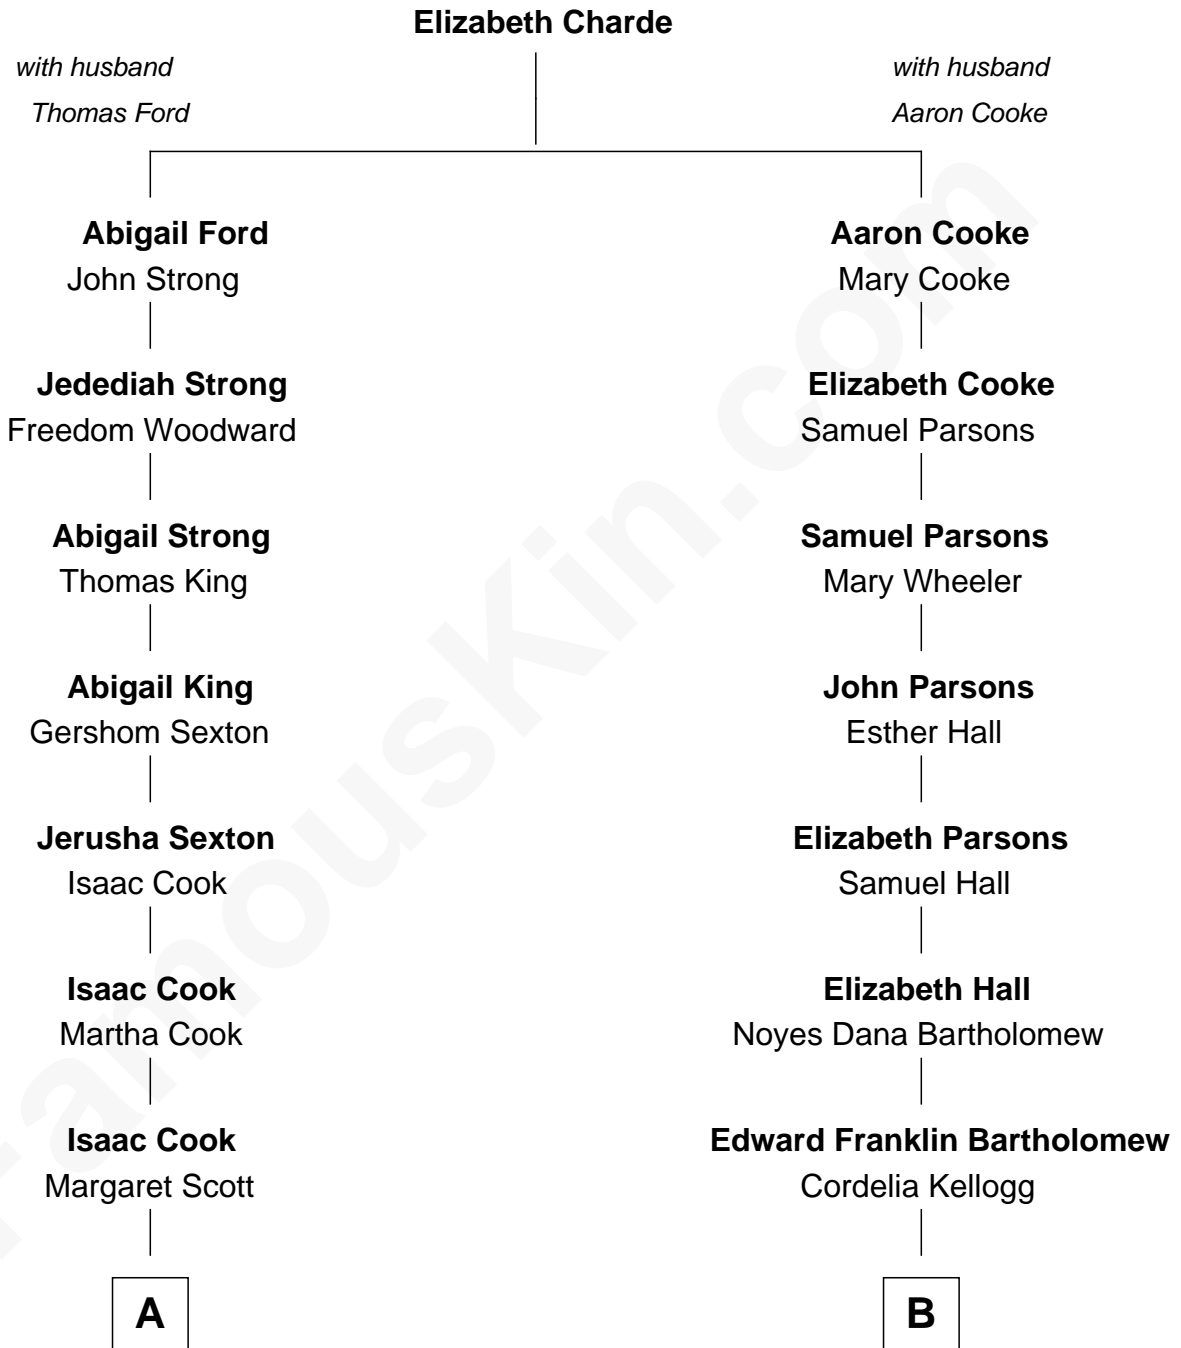 Elizabeth Charde
with husband
Thomas Ford
with husband
Aaron Cooke
Abigail Ford
John Strong
Aaron Cooke
Mary Cooke
Jedediah Strong
Freedom Woodward
Elizabeth Cooke
Samuel Parsons
Abigail Strong
Thomas King
Samuel Parsons
Mary Wheeler
Abigail King
Gershom Sexton
John Parsons
Esther Hall
Jerusha Sexton
Isaac Cook
Elizabeth Parsons
Samuel Hall
Isaac Cook
Martha Cook
Elizabeth Hall
Noyes Dana Bartholomew
Isaac Cook
Margaret Scott
Edward Franklin Bartholomew
Cordelia Kellogg
A
B
FamousKin.com